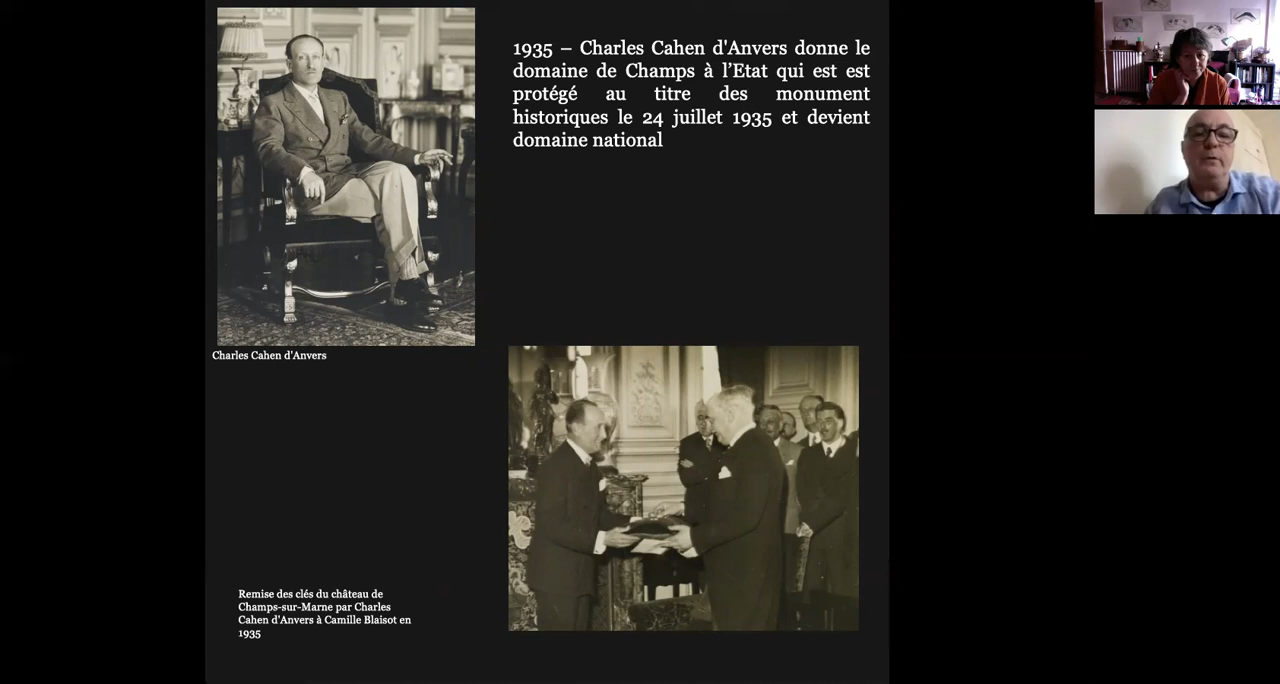 1935 – Charles Cahen d'Anvers donne le
domaine de Champs à l’Etat qui est est
protégé au titre des monument
historiques le 24 juillet 1935 et devient
domaine national
Charles Cahen d'Anvers
Remise des clés du château de
Champs-sur-Marne par Charles
Cahen d'Anvers à Camille Blaisot en
1935